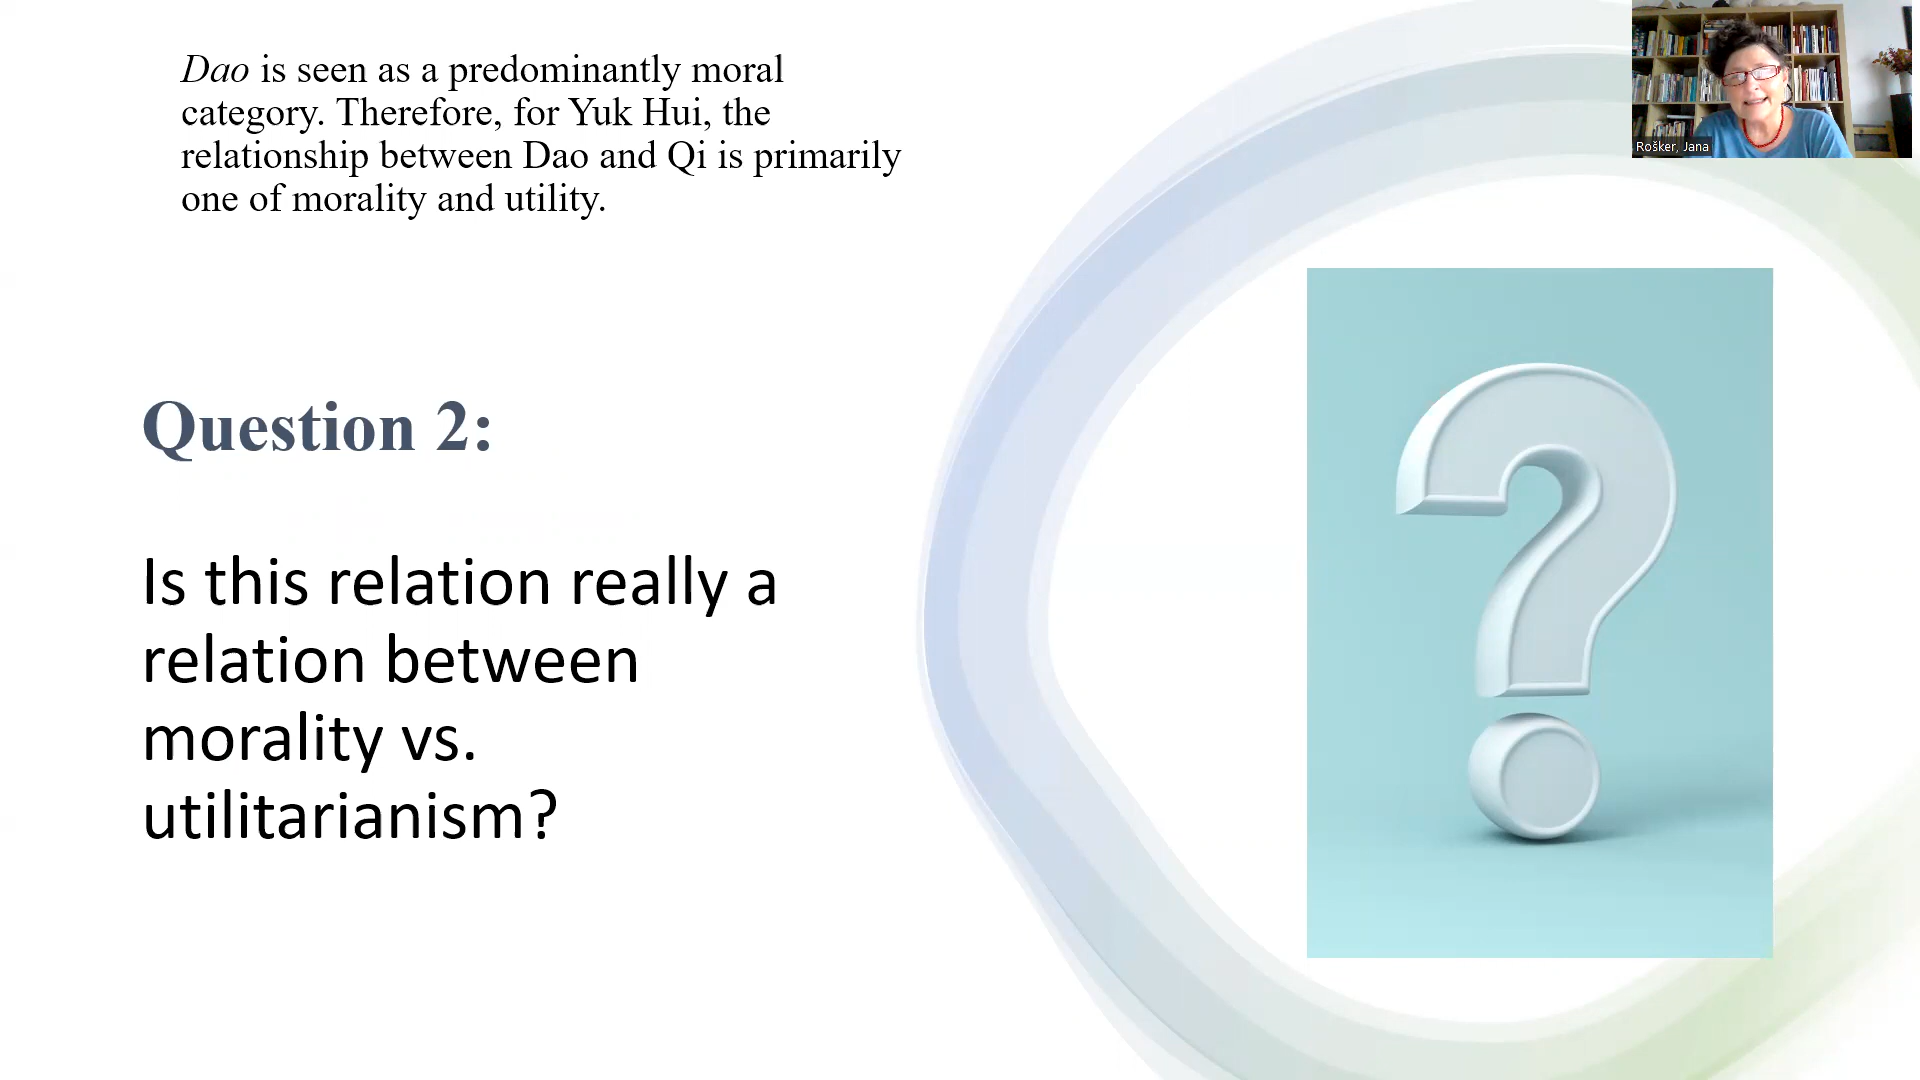 Dao is seen as a predominantly moral
category. Therefore, for Yuk Hui, the
relationship between Dao and Qi is primarily
one of morality and utility.
Rošker, Jana
Question 2:
Is this relation really a
relation between
morality vs.
utilitarianism?